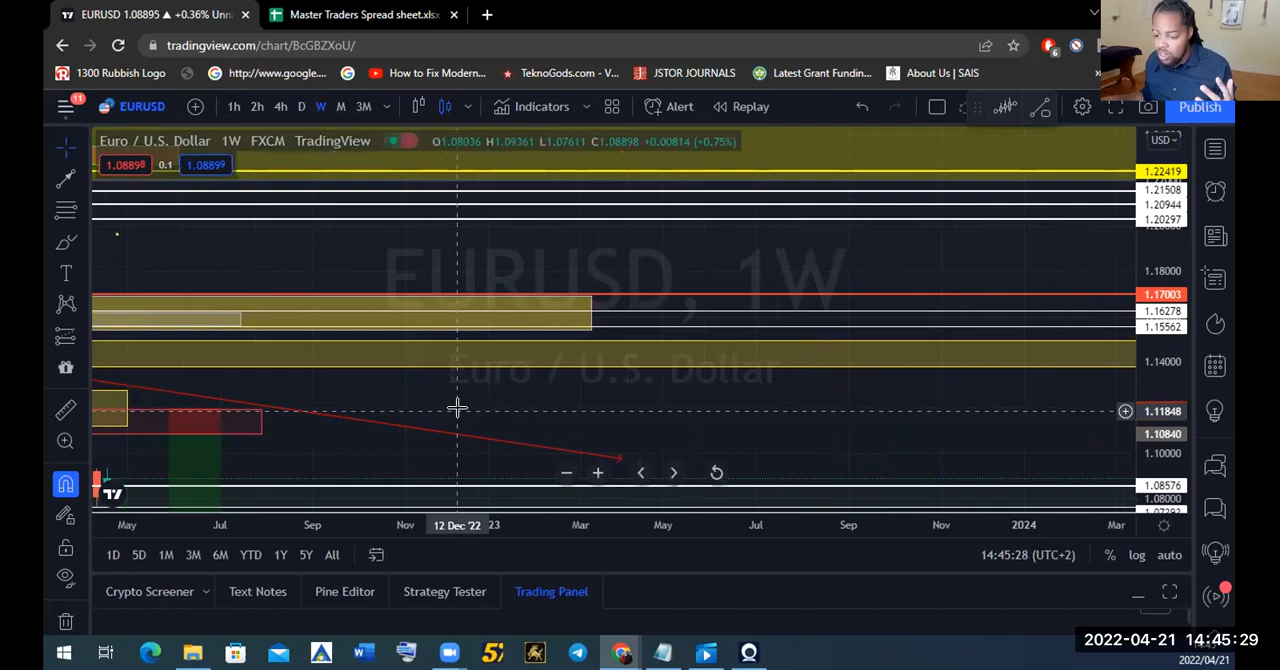 EURUSD 1.08895 ▲ +0.36% Unn
Master Traders Spread sheet.xlsx
tradingview.com/chart/BcGBZXoU/
6
1300 Rubbish Logo
http://www.google....
How to Fix Modern...
TeknoGods.com - V...
JSTOR JOURNALS
Latest Grant Fundin...
About Us | SAIS
»
11
EURUSD
1h 2h 4h D W M 3M
Indicators
Alert
Replay
Publish
Euro / U.S. Dollar 1W FXCM TradingView
O1.08036 H1.09361 L1.07611 C1.08898 +0.00814 (+0.75%)
USD
1.08895 0.1 1.08899
1.22419
1.21508
1.20944
1.20297
EURUSD, 1W
Euro / U.S. Dollar
1.18000
1.17003
1.16278
1.15562
1.14000
1.11848
1.10840
1.10000
1.08576
1.08000
May Jul Sep Nov 12 Dec '22 23 Mar May Jul Sep Nov 2024 Mar
1D 5D 1M 3M 6M YTD 1Y 5Y All
14:45:28 (UTC+2)
% log auto
Crypto Screener
Text Notes
Pine Editor
Strategy Tester
Trading Panel
2022-04-21 14:45:29
2022/04/21